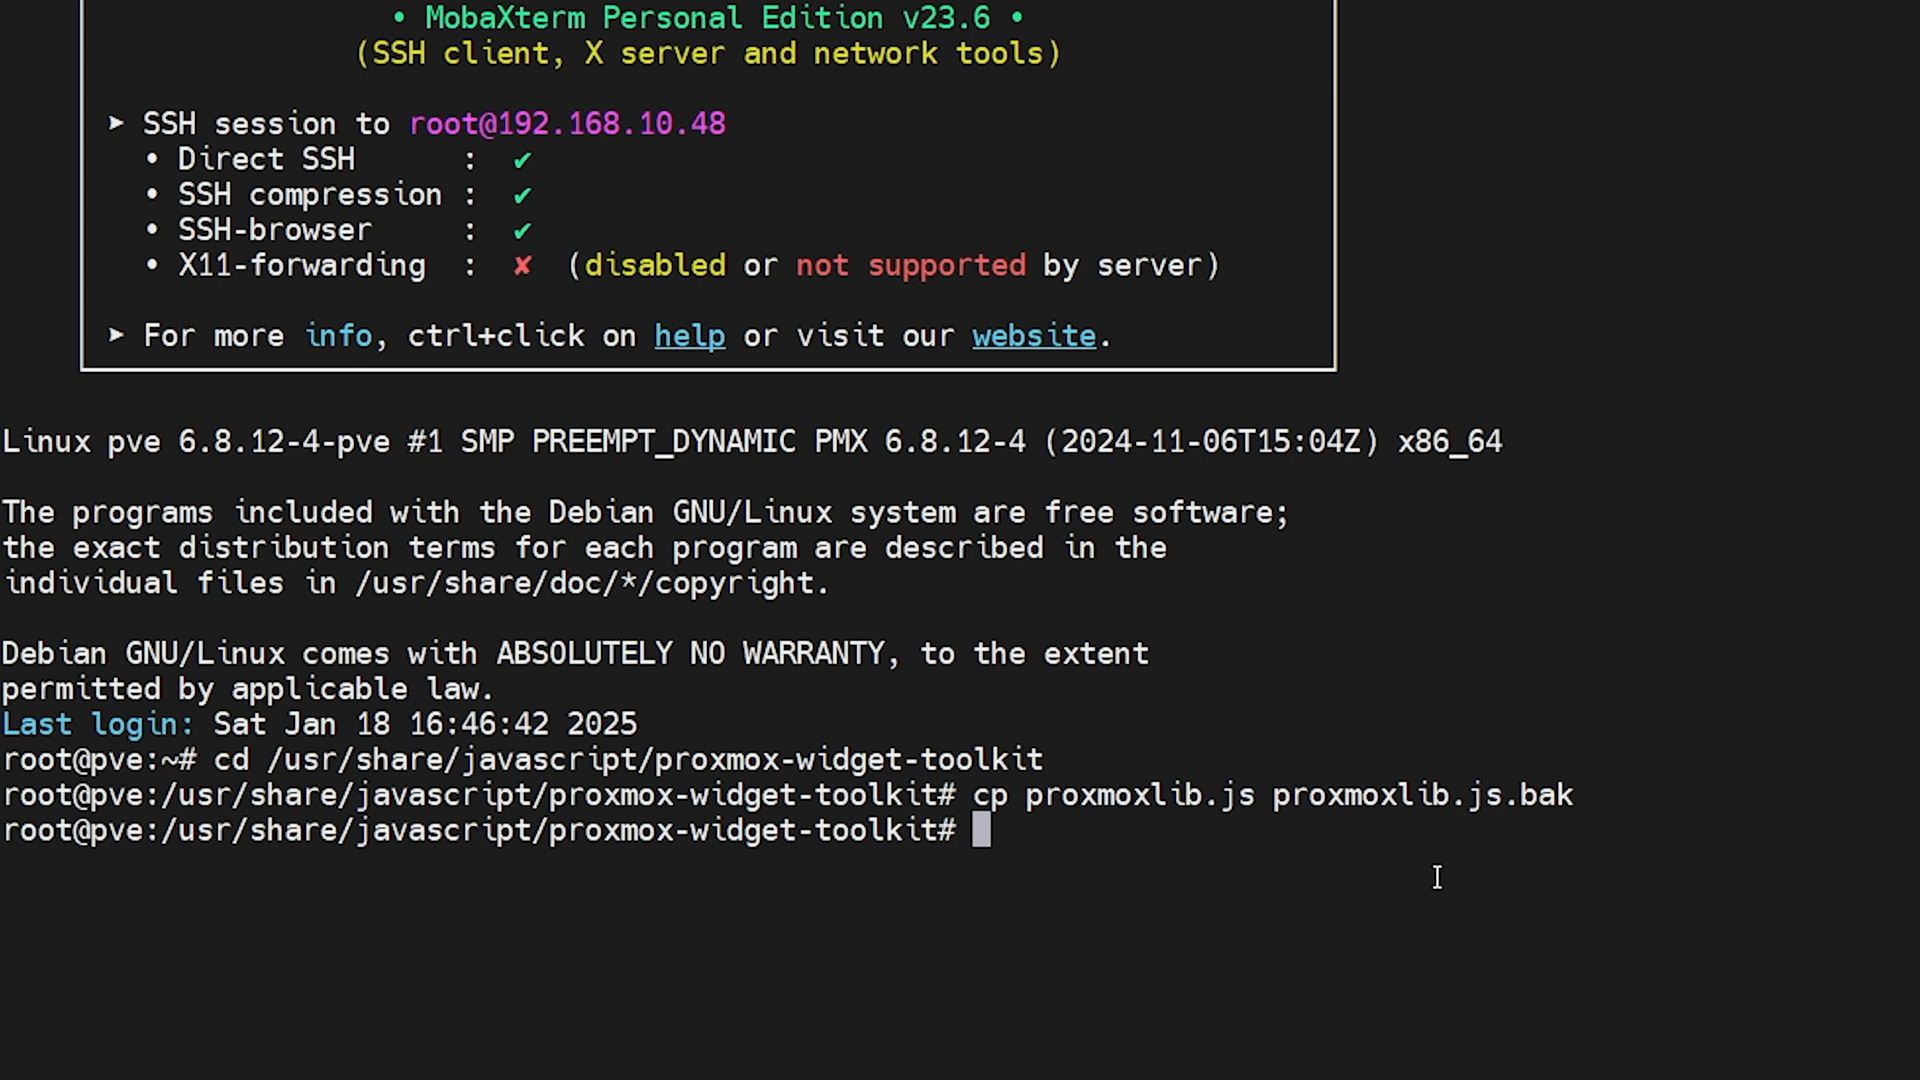 • MobaXterm Personal Edition v23.6 •
(SSH client, X server and network tools)
➤ SSH session to root@192.168.10.48
• Direct SSH : ✔
• SSH compression : ✔
• SSH-browser : ✔
• X11-forwarding : ✘ (disabled or not supported by server)
➤ For more info, ctrl+click on help or visit our website.
Linux pve 6.8.12-4-pve #1 SMP PREEMPT_DYNAMIC PMX 6.8.12-4 (2024-11-06T15:04Z) x86_64
The programs included with the Debian GNU/Linux system are free software;
the exact distribution terms for each program are described in the
individual files in /usr/share/doc/*/copyright.
Debian GNU/Linux comes with ABSOLUTELY NO WARRANTY, to the extent
permitted by applicable law.
Last login: Sat Jan 18 16:46:42 2025
root@pve:~# cd /usr/share/javascript/proxmox-widget-toolkit
root@pve:/usr/share/javascript/proxmox-widget-toolkit# cp proxmoxlib.js proxmoxlib.js.bak
root@pve:/usr/share/javascript/proxmox-widget-toolkit#